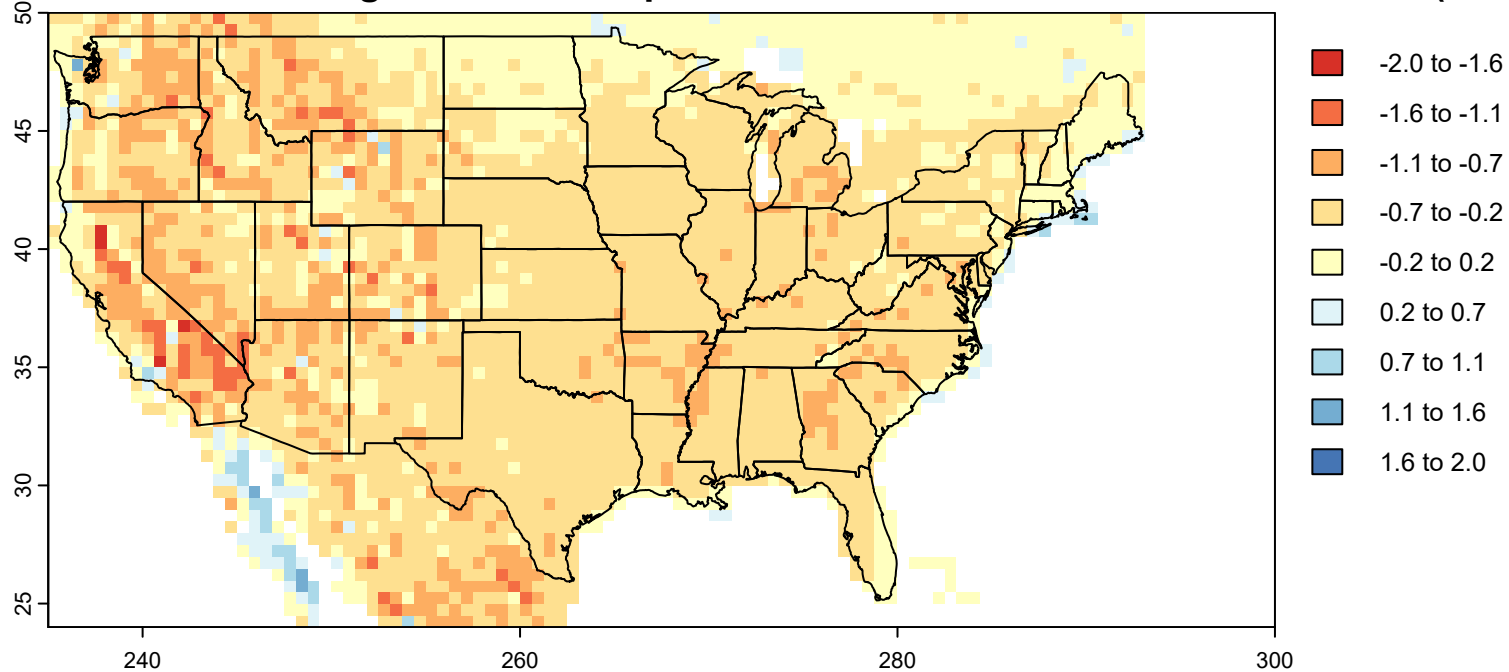 -2.0 to -1.6
-1.6 to -1.1
-1.1 to -0.7
-0.7 to -0.2
-0.2 to 0.2
0.2 to 0.7
0.7 to 1.1
1.1 to 1.6
1.6 to 2.0
50
45
40
35
30
25
240
260
280
300